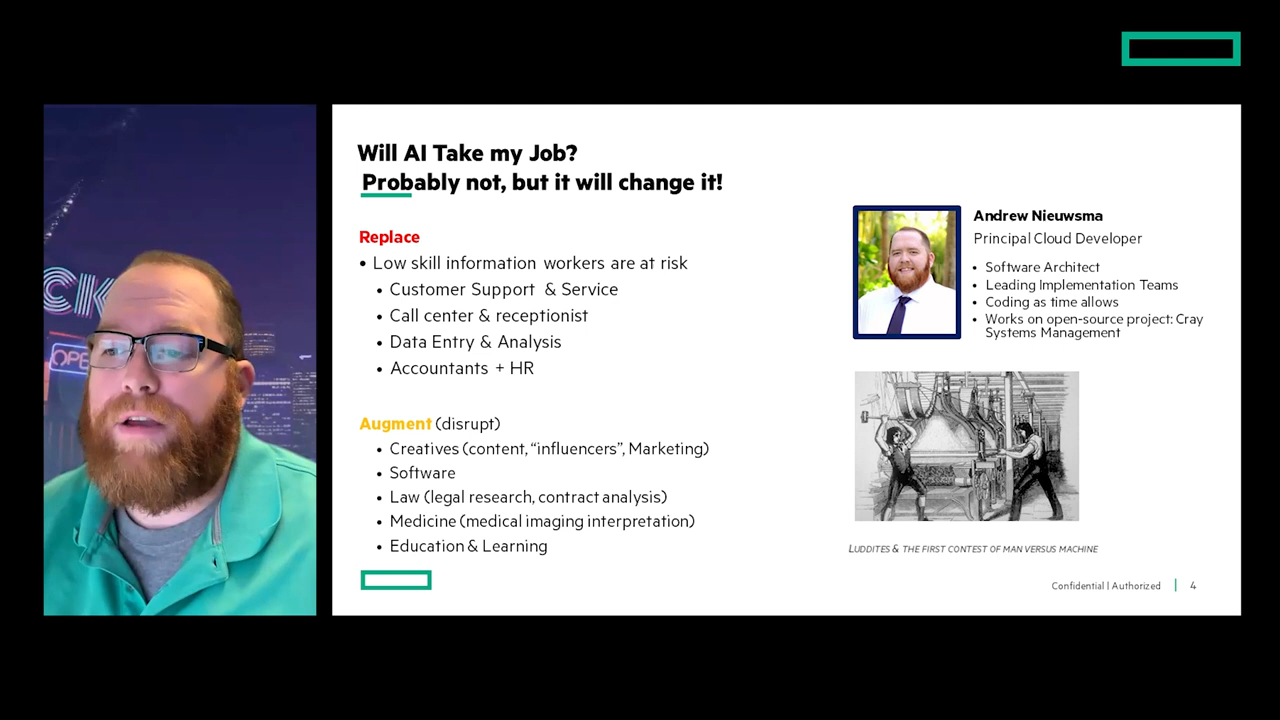 Will AI Take my Job?
Probably not, but it will change it!
Replace
• Low skill information workers are at risk
• Customer Support & Service
• Call center & receptionist
• Data Entry & Analysis
• Accountants + HR
Augment (disrupt)
• Creatives (content, “influencers”, Marketing)
• Software
• Law (legal research, contract analysis)
• Medicine (medical imaging interpretation)
• Education & Learning
Andrew Nieuwsma
Principal Cloud Developer
• Software Architect
• Leading Implementation Teams
• Coding as time allows
• Works on open-source project: Cray
Systems Management
LUDDITES & THE FIRST CONTEST OF MAN VERSUS MACHINE
Confidential | Authorized
4
CK
OPE